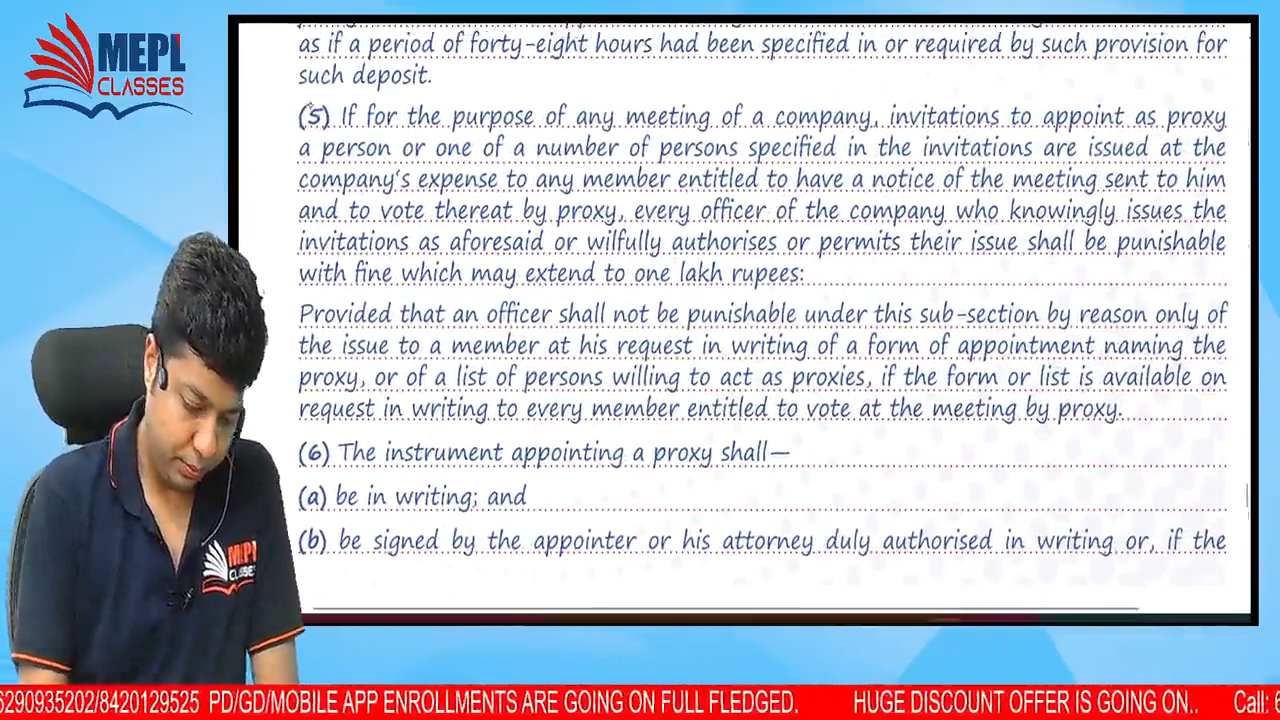 MEPL
CLASSES
as if a period of forty-eight hours had been specified in or required by such provision for
such deposit.
(5) If for the purpose of any meeting of a company, invitations to appoint as proxy
a person or one of a number of persons specified in the invitations are issued at the
company's expense to any member entitled to have a notice of the meeting sent to him
and to vote thereat by proxy, every officer of the company who knowingly issues the
invitations as aforesaid or wilfully authorises or permits their issue shall be punishable
with fine which may extend to one lakh rupees:
Provided that an officer shall not be punishable under this sub-section by reason only of
the issue to a member at his request in writing of a form of appointment naming the
proxy, or of a list of persons willing to act as proxies, if the form or list is available on
request in writing to every member entitled to vote at the meeting by proxy.
(6) The instrument appointing a proxy shall—
(a) be in writing; and
(b) be signed by the appointer or his attorney duly authorised in writing or, if the
MEPL
CLASSES
6290935202/8420129525 PD/GD/MOBILE APP ENROLLMENTS ARE GOING ON FULL FLEDGED. HUGE DISCOUNT OFFER IS GOING ON.. Call: 6